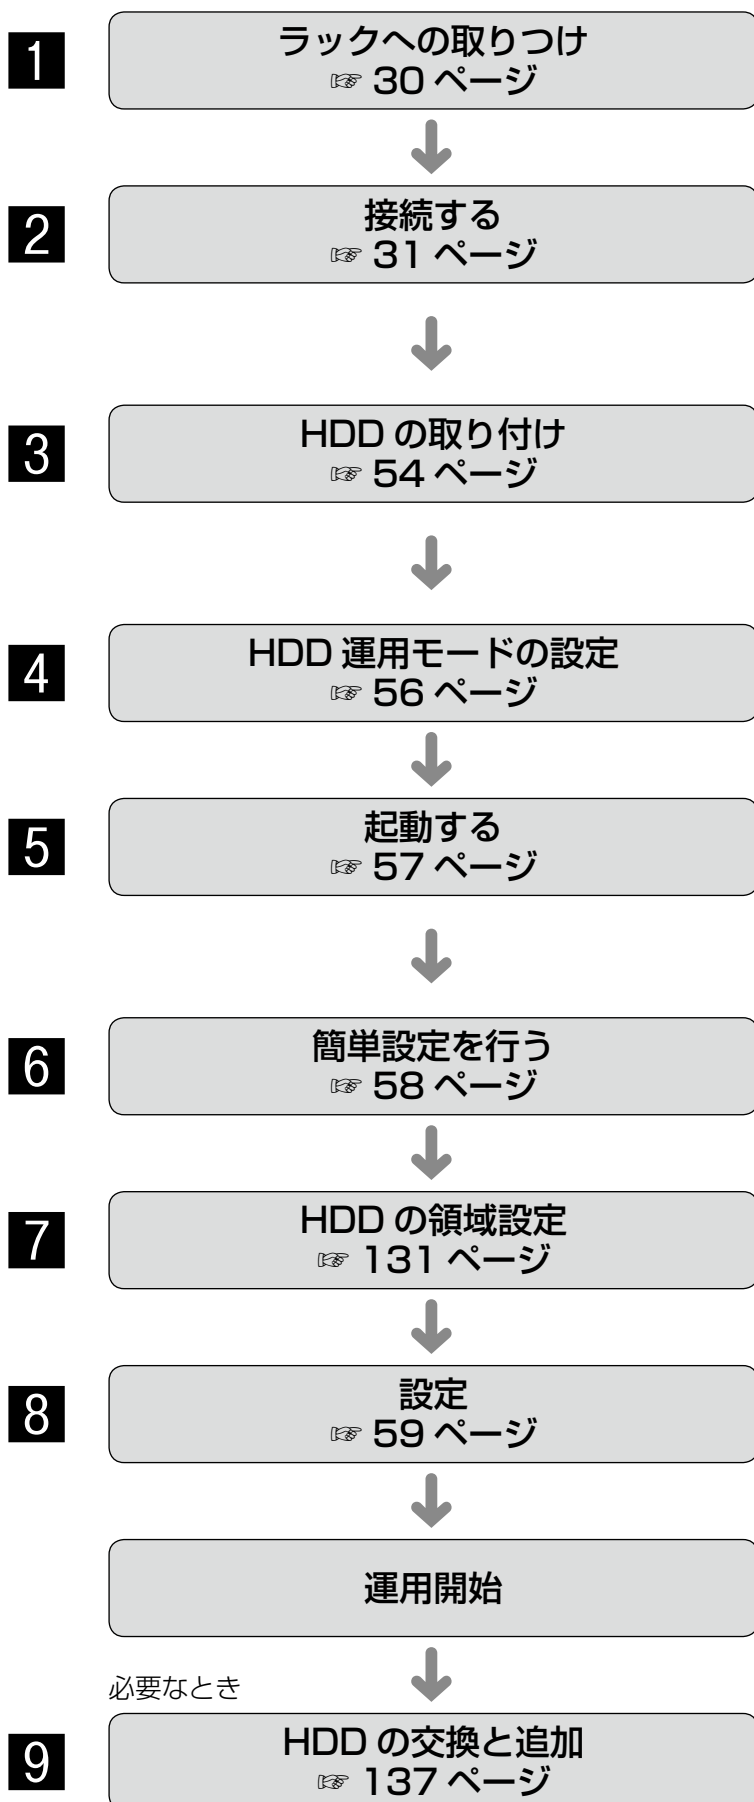 1
ラックへの取りつけ
☞ 30 ページ
2
接続する
☞ 31 ページ
3
HDD の取り付け
☞ 54 ページ
4
HDD 運用モードの設定
☞ 56 ページ
5
起動する
☞ 57 ページ
6
簡単設定を行う
☞ 58 ページ
7
HDD の領域設定
☞ 131 ページ
8
設定
☞ 59 ページ
運用開始
必要なとき
9
HDD の交換と追加
☞ 137 ページ